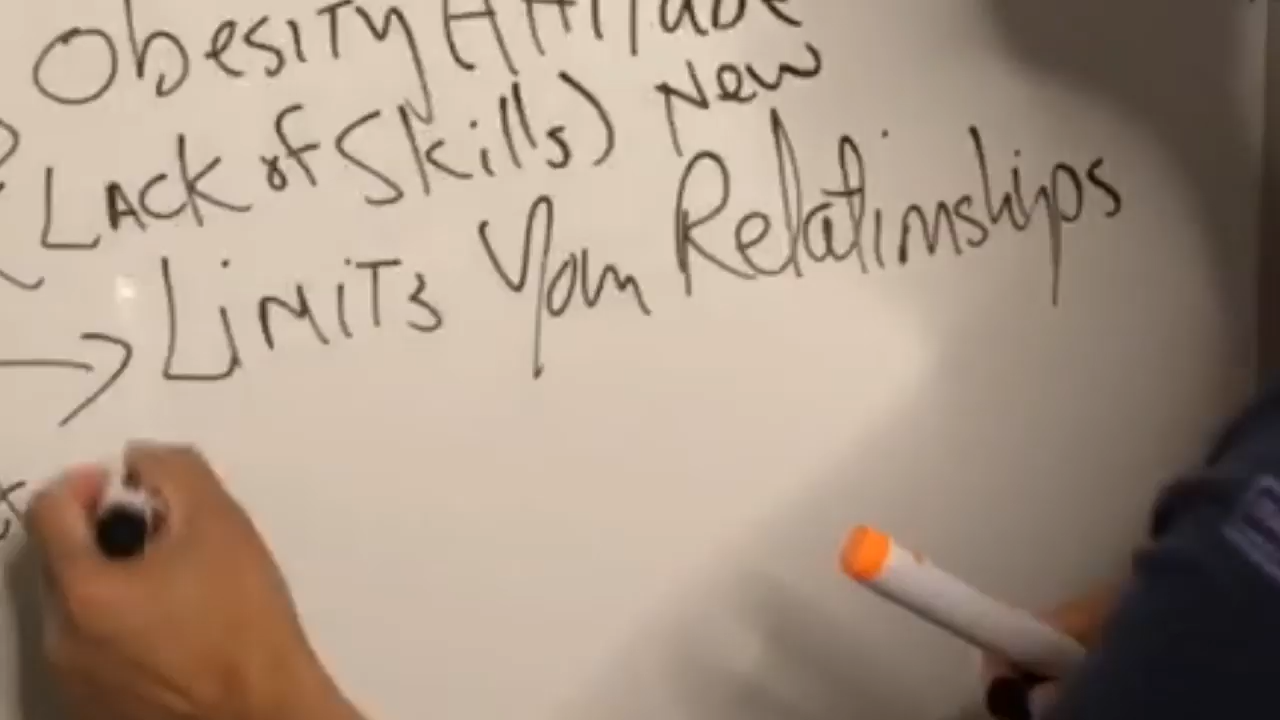 Obesity Attitude
(Lack of Skills) New
Limits Your Relationships